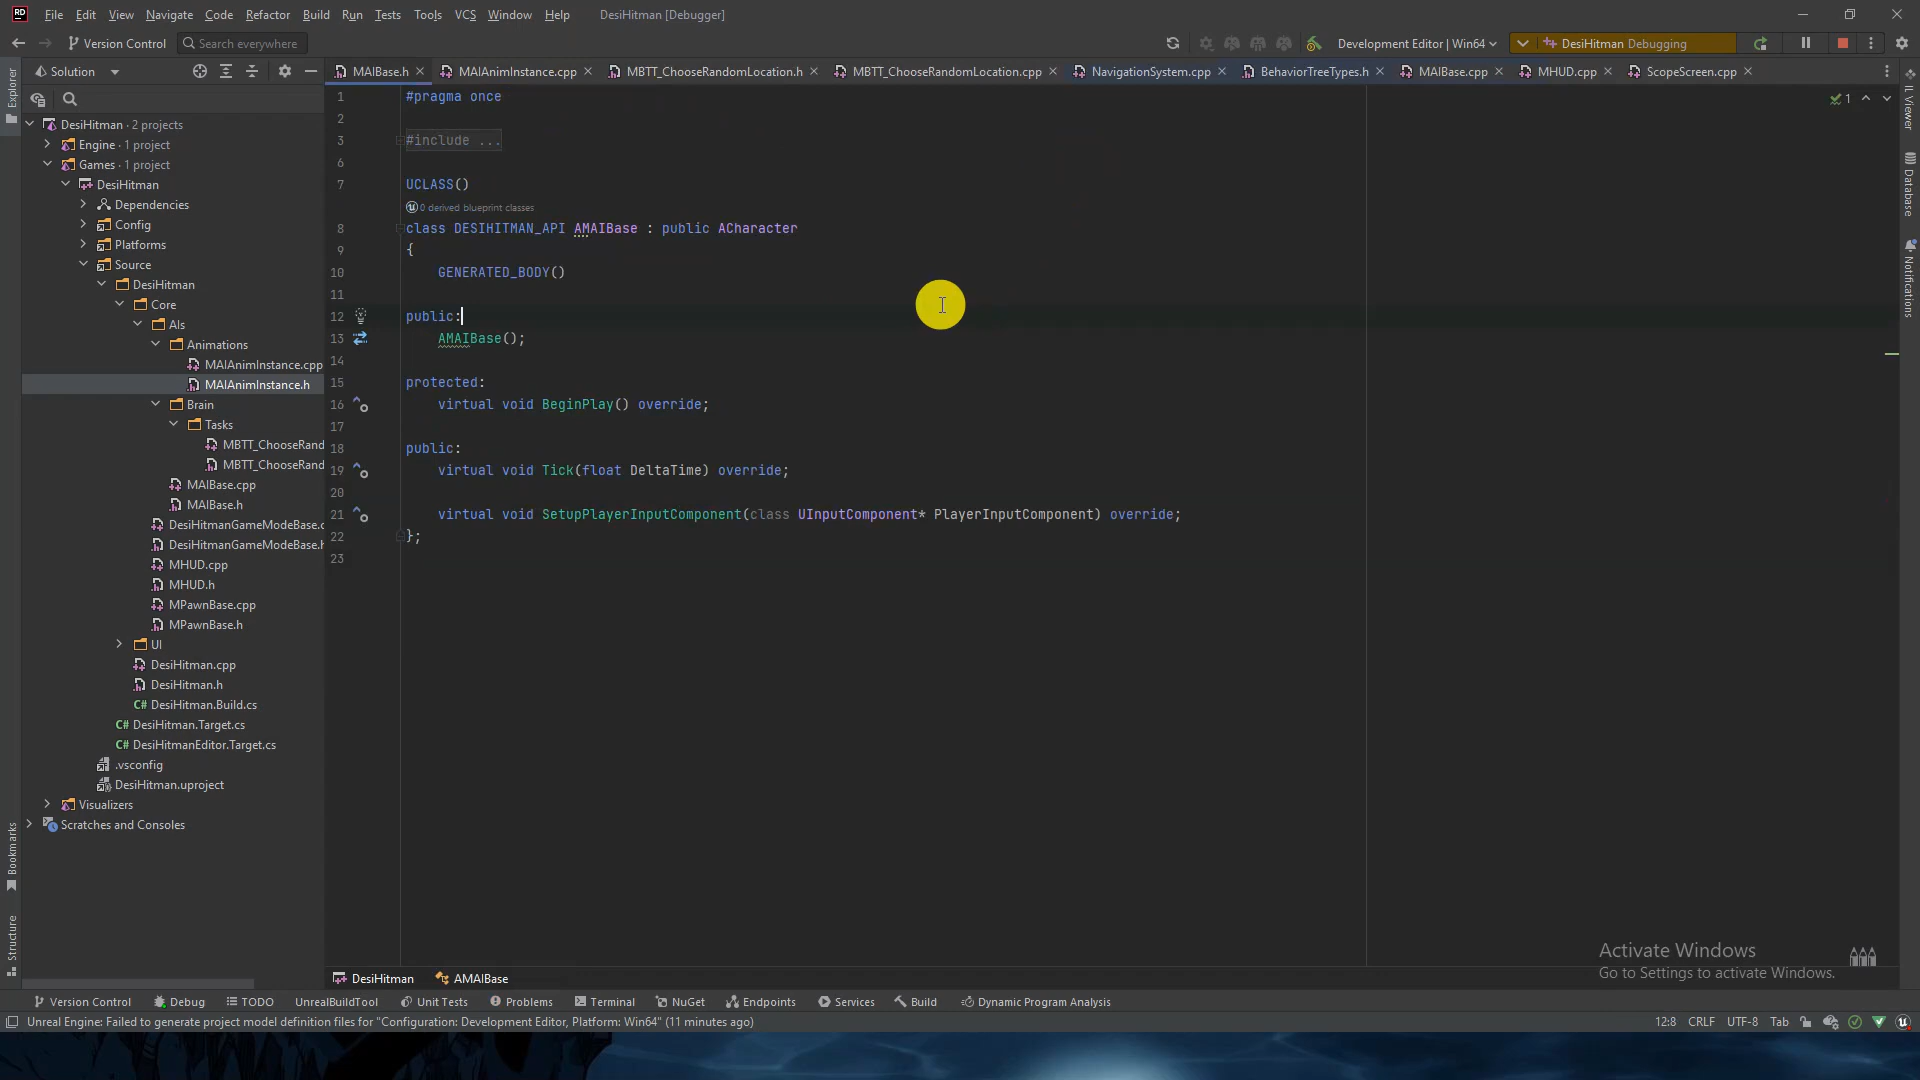 RD File Edit View Navigate Code Refactor Build Run Tests Tools VCS Window Help DesiHitman [Debugger]
Version Control Search everywhere Development Editor | Win64 DesiHitman Debugging
Explorer
Solution
MAIBase.h MAIAnimInstance.cpp MBTT_ChooseRandomLocation.h MBTT_ChooseRandomLocation.cpp NavigationSystem.cpp BehaviorTreeTypes.h MAIBase.cpp MHUD.cpp ScopeScreen.cpp
DesiHitman · 2 projects
Engine · 1 project
Games · 1 project
DesiHitman
Dependencies
Config
Platforms
Source
DesiHitman
Core
AIs
Animations
MAIAnimInstance.cpp
MAIAnimInstance.h
Brain
Tasks
MBTT_ChooseRand
MBTT_ChooseRand
MAIBase.cpp
MAIBase.h
DesiHitmanGameModeBase.c
DesiHitmanGameModeBase.h
MHUD.cpp
MHUD.h
MPawnBase.cpp
MPawnBase.h
UI
DesiHitman.cpp
DesiHitman.h
C# DesiHitman.Build.cs
C# DesiHitman.Target.cs
C# DesiHitmanEditor.Target.cs
.vsconfig
DesiHitman.uproject
Visualizers
Scratches and Consoles
Bookmarks
Structure
1 #pragma once
2
3 #include ...
6
7 UCLASS()
0 derived blueprint classes
8 class DESIHITMAN_API AMAIBase : public ACharacter
9 {
10 GENERATED_BODY()
11
12 public:
13 AMAIBase();
14
15 protected:
16 virtual void BeginPlay() override;
17
18 public:
19 virtual void Tick(float DeltaTime) override;
20
21 virtual void SetupPlayerInputComponent(class UInputComponent* PlayerInputComponent) override;
22 };
23
1
IL Viewer
Database
Notifications
Activate Windows
Go to Settings to activate Windows.
DesiHitman AMAIBase
Version Control Debug TODO UnrealBuildTool Unit Tests Problems Terminal NuGet Endpoints Services Build Dynamic Program Analysis
Unreal Engine: Failed to generate project model definition files for "Configuration: Development Editor, Platform: Win64" (11 minutes ago) 12:8 CRLF UTF-8 Tab